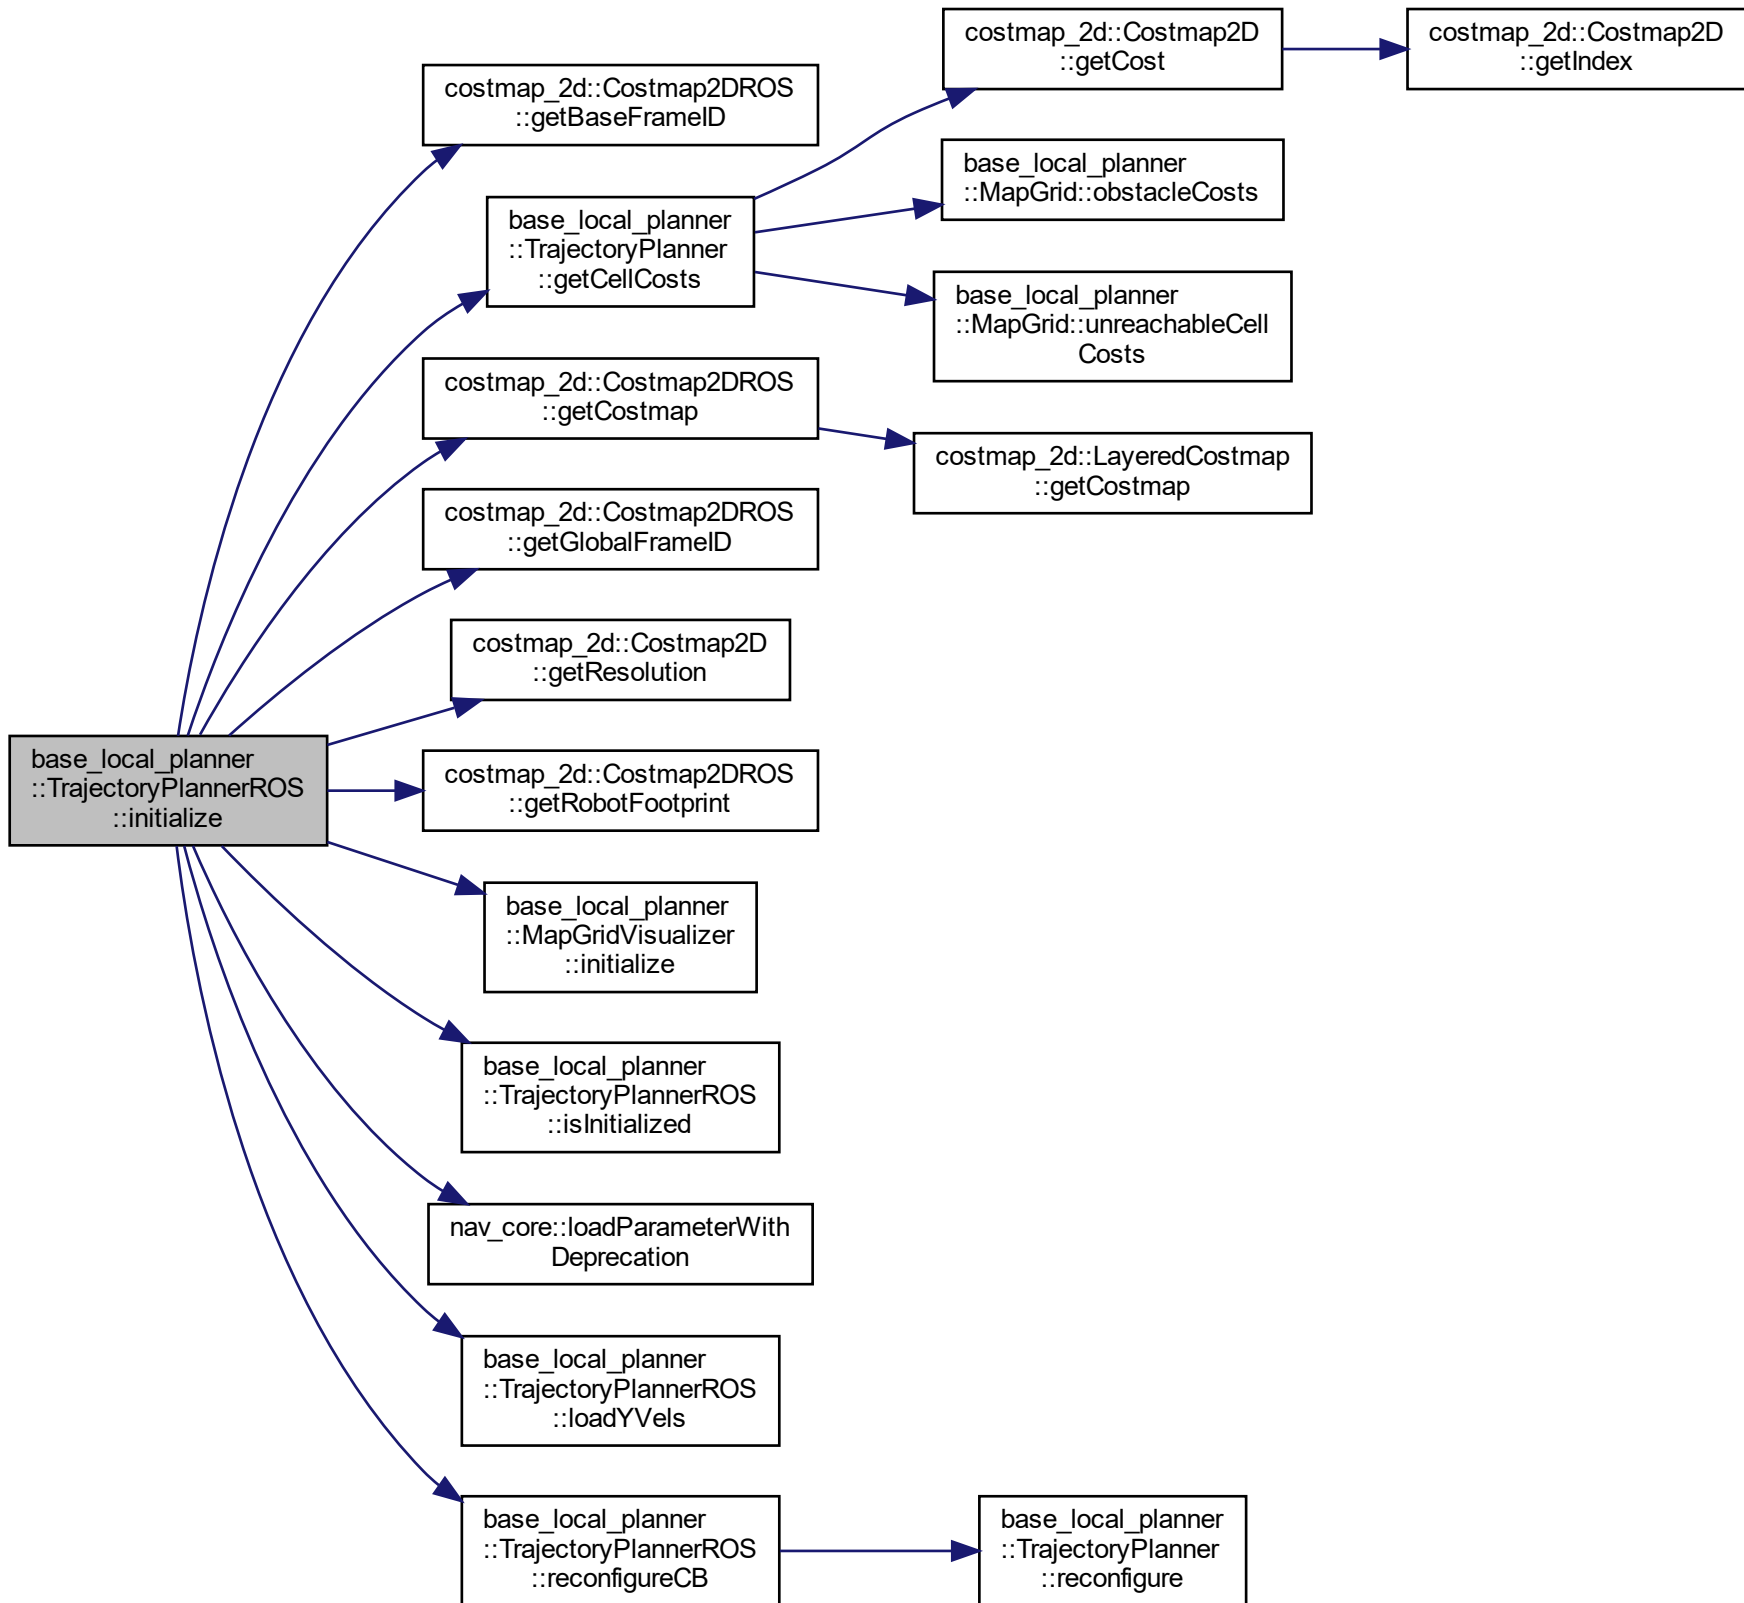 costmap_2d::Costmap2D
::getCost
costmap_2d::Costmap2D
::getIndex
costmap_2d::Costmap2DROS
::getBaseFrameID
base_local_planner
::MapGrid::obstacleCosts
base_local_planner
::TrajectoryPlanner
::getCellCosts
base_local_planner
::MapGrid::unreachableCell
Costs
costmap_2d::Costmap2DROS
::getCostmap
costmap_2d::LayeredCostmap
::getCostmap
costmap_2d::Costmap2DROS
::getGlobalFrameID
costmap_2d::Costmap2D
::getResolution
base_local_planner
::TrajectoryPlannerROS
::initialize
costmap_2d::Costmap2DROS
::getRobotFootprint
base_local_planner
::MapGridVisualizer
::initialize
base_local_planner
::TrajectoryPlannerROS
::isInitialized
nav_core::loadParameterWith
Deprecation
base_local_planner
::TrajectoryPlannerROS
::loadYVels
base_local_planner
::TrajectoryPlannerROS
::reconfigureCB
base_local_planner
::TrajectoryPlanner
::reconfigure